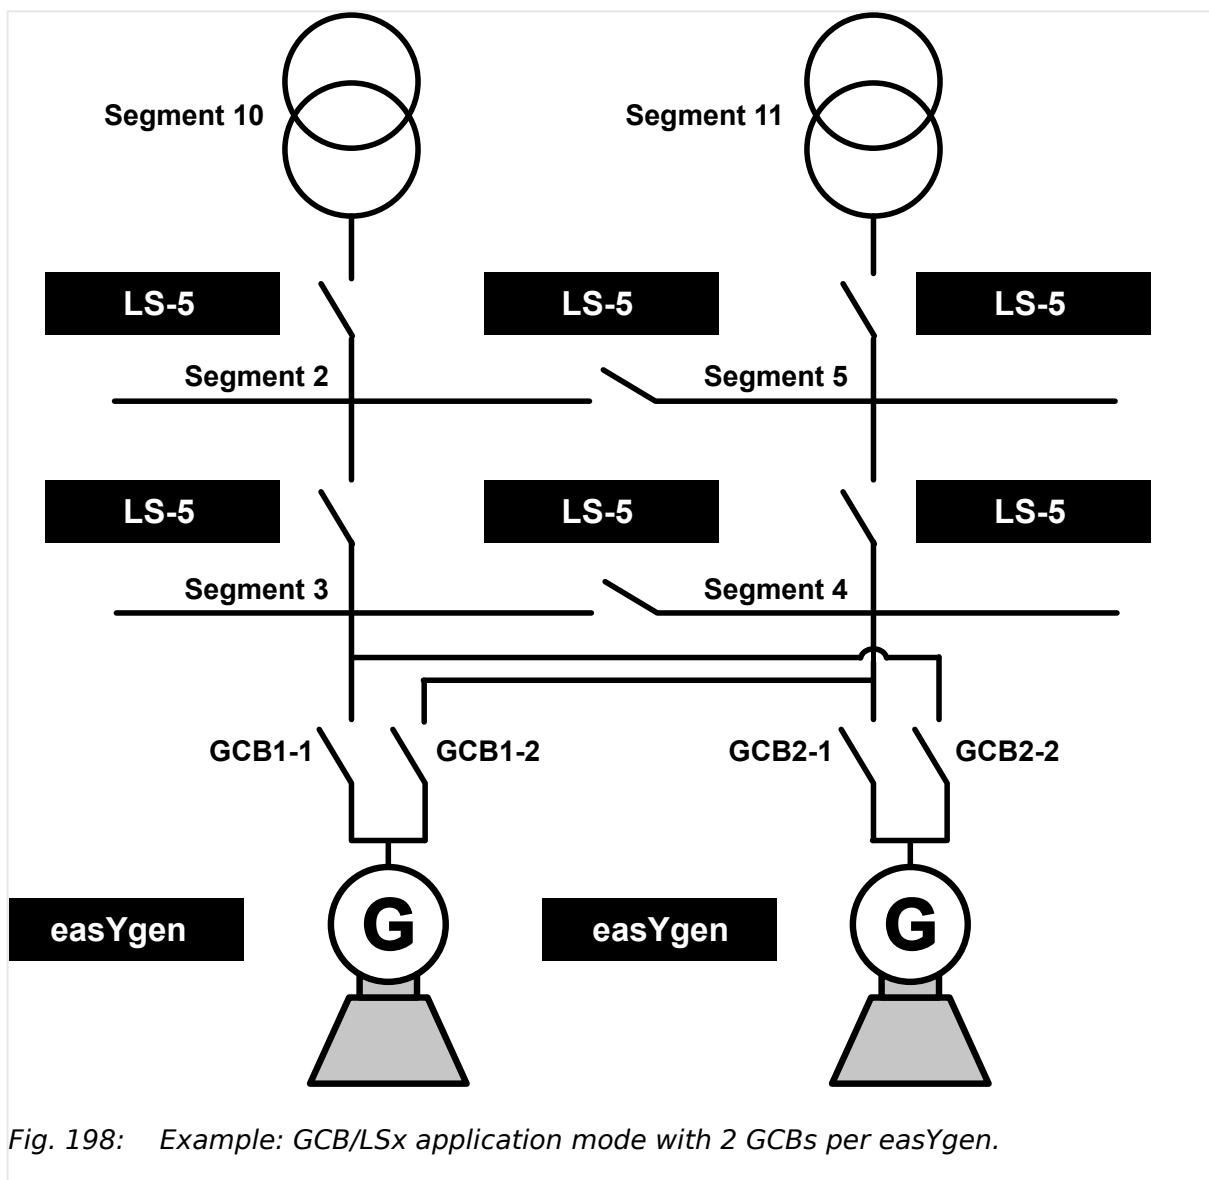 Segment 10
Segment 11
LS-5
LS-5
LS-5
Segment 2
Segment 5
LS-5
LS-5
LS-5
Segment 3
Segment 4
GCB1-1
GCB1-2
GCB2-1
GCB2-2
G
G
easYgen
easYgen
Fig. 198: Example: GCB/LSx application mode with 2 GCBs per easYgen.